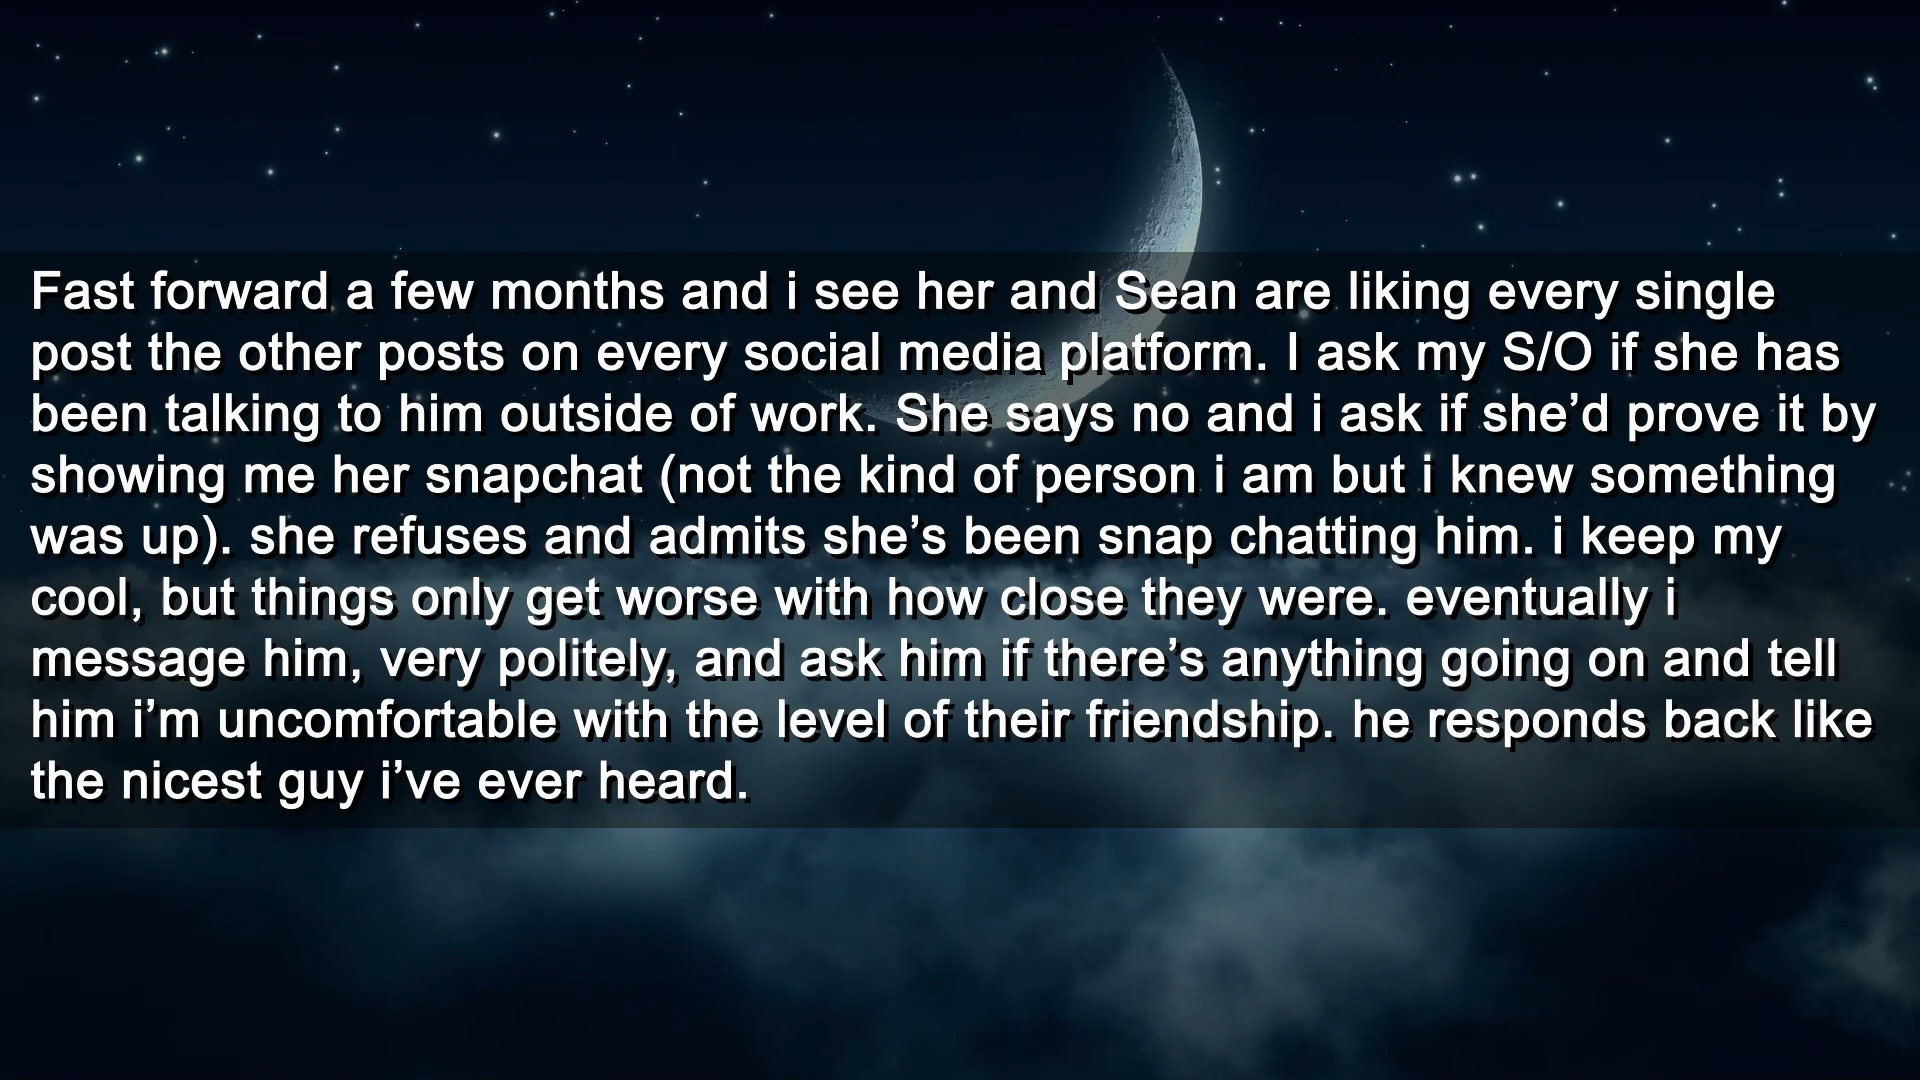 Fast forward a few months and i see her and Sean are liking every single
post the other posts on every social media platform. I ask my S/O if she has
been talking to him outside of work. She says no and i ask if she’d prove it by
showing me her snapchat (not the kind of person i am but i knew something
was up). she refuses and admits she’s been snap chatting him. i keep my
cool, but things only get worse with how close they were. eventually i
message him, very politely, and ask him if there’s anything going on and tell
him i’m uncomfortable with the level of their friendship. he responds back like
the nicest guy i’ve ever heard.